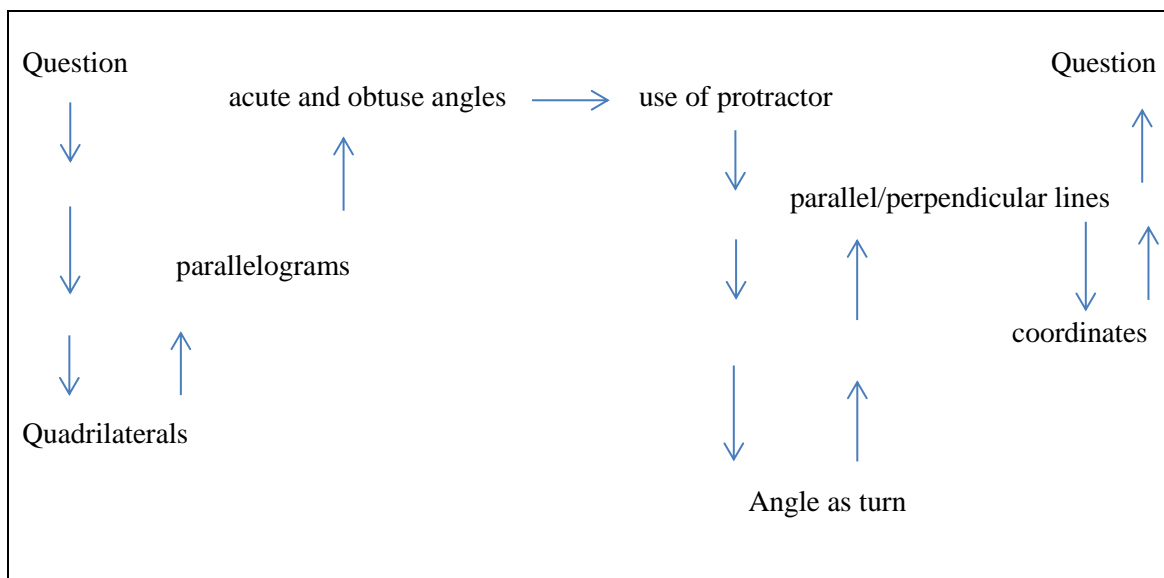 Question
Question
acute and obtuse angles
use of protractor
parallel/perpendicular lines
parallelograms
coordinates
Quadrilaterals
Angle as turn